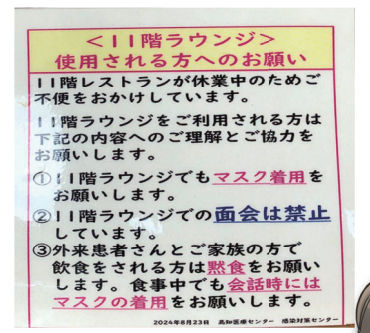 <11階ラウンジ>
使用される方へのお願い
11階レストランが休業中のためご
不便をおかけしています。
11階ラウンジをご利用される方は
下記の内容へのご理解とご協力を
お願いします。
①11階ラウンジでもマスク着用を
お願いします。
②11階ラウンジでの面会は禁止
しています。
③外来患者さんとご家族の方で
飲食をされる方は黙食をお願い
します。食事中でも会話時には
マスクの着用をお願いします。
2024年8月23日 高知医療センター 感染対策センター